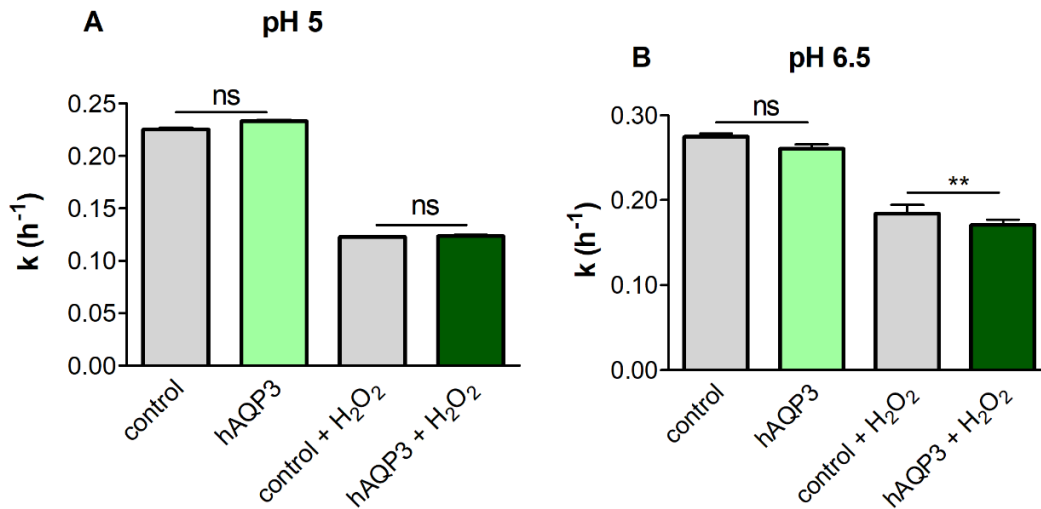 A
pH 5
k (h⁻¹)
0.25
0.20
0.15
0.10
0.05
0.00
ns
ns
control
hAQP3
control + H₂O₂
hAQP3 + H₂O₂
B
pH 6.5
k (h⁻¹)
0.30
0.20
0.10
0.00
ns
**
control
hAQP3
control + H₂O₂
hAQP3 + H₂O₂